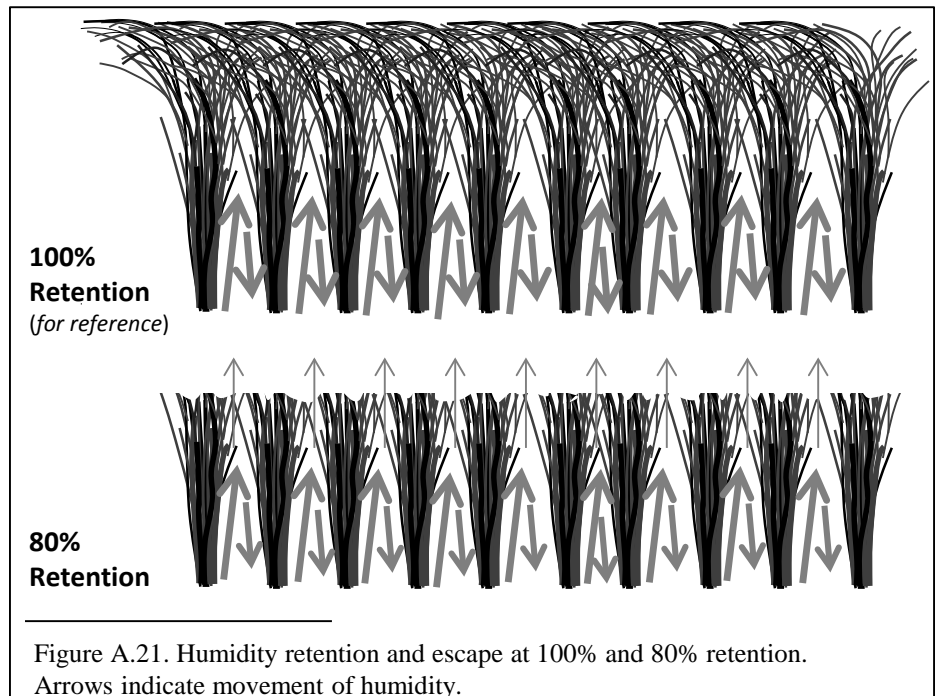 100%
Retention
(for reference)
80%
Retention
Figure A.21. Humidity retention and escape at 100% and 80% retention.
Arrows indicate movement of humidity.